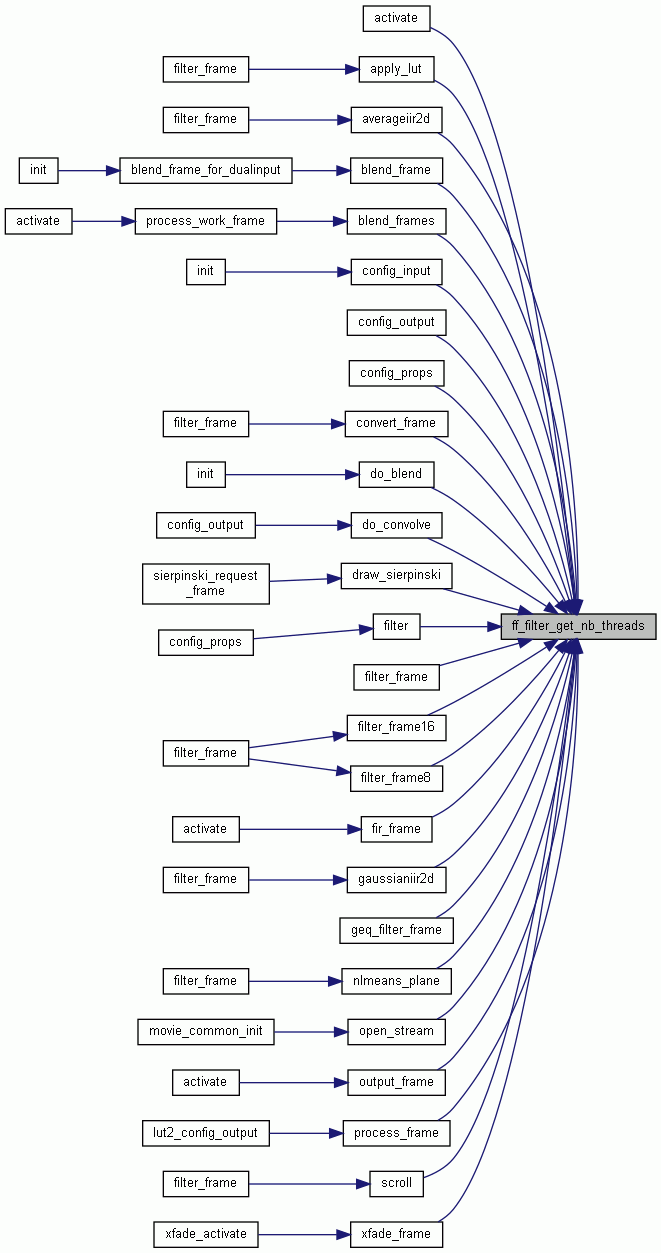 activate
filter_frame
apply_lut
filter_frame
averageiir2d
init
blend_frame_for_dualinput
blend_frame
activate
process_work_frame
blend_frames
init
config_input
config_output
config_props
filter_frame
convert_frame
init
do_blend
config_output
do_convolve
sierpinski_request
_frame
draw_sierpinski
ff_filter_get_nb_threads
filter
config_props
filter_frame
filter_frame16
filter_frame
filter_frame8
activate
fir_frame
filter_frame
gaussianiir2d
geq_filter_frame
filter_frame
nlmeans_plane
movie_common_init
open_stream
activate
output_frame
lut2_config_output
process_frame
filter_frame
scroll
xfade_activate
xfade_frame